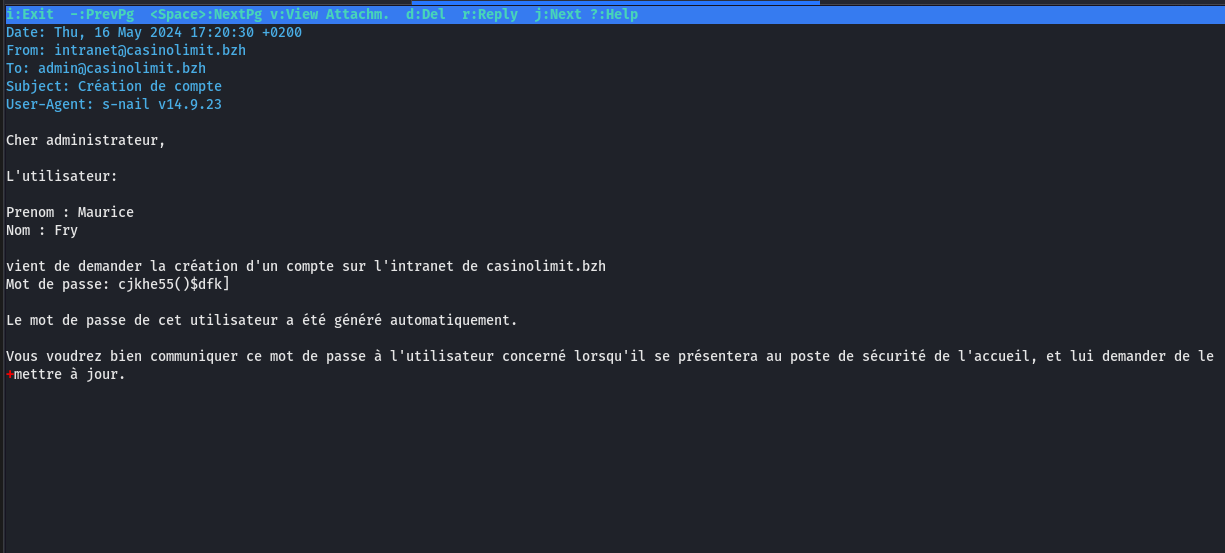 i:Exit  -:PrevPg  <Space>:NextPg v:View Attachm.  d:Del  r:Reply  j:Next ?:Help
Date: Thu, 16 May 2024 17:20:30 +0200
From: intranet@casinolimit.bzh
To: admin@casinolimit.bzh
Subject: Création de compte
User-Agent: s-nail v14.9.23
Cher administrateur,
L'utilisateur:
Prenom : Maurice
Nom : Fry
vient de demander la création d'un compte sur l'intranet de casinolimit.bzh
Mot de passe: cjkhe55()$dfk]
Le mot de passe de cet utilisateur a été généré automatiquement.
Vous voudrez bien communiquer ce mot de passe à l'utilisateur concerné lorsqu'il se présentera au poste de sécurité de l'accueil, et lui demander de le
+mettre à jour.